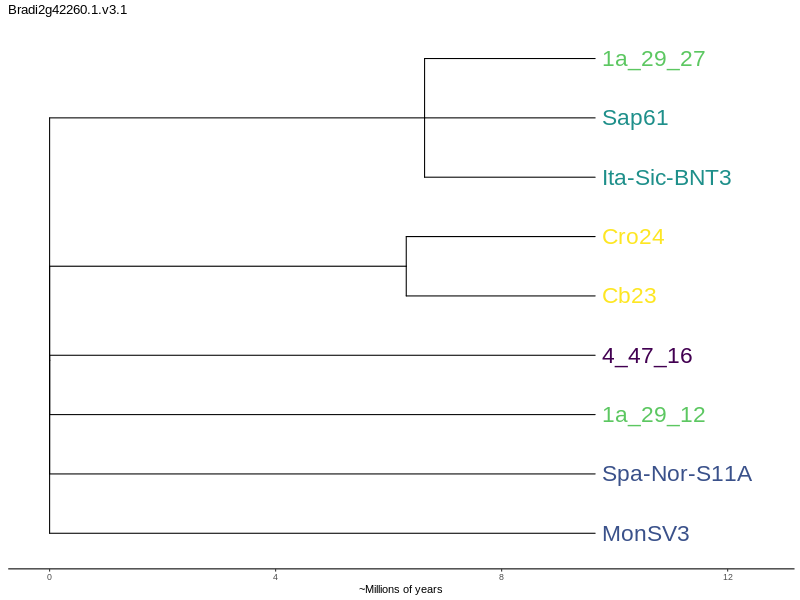 Bradi2g42260.1.v3.1
1a_29_27
Sap61
Ita-Sic-BNT3
Cro24
Cb23
4_47_16
1a_29_12
Spa-Nor-S11A
MonSV3
0 4 8 12
~Millions of years